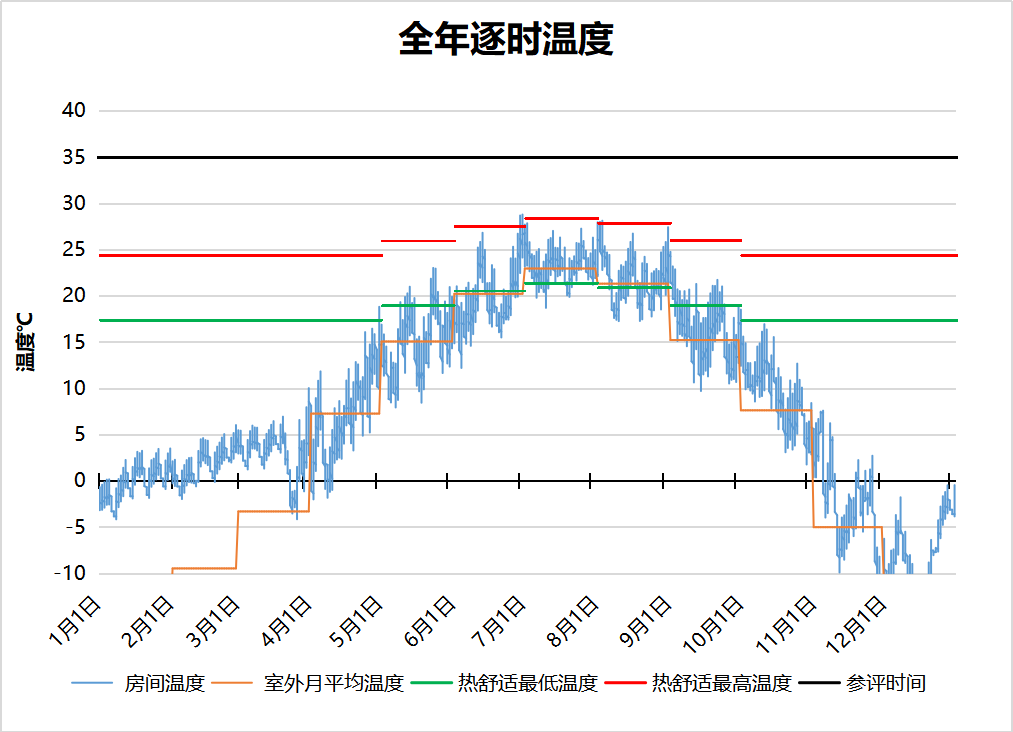 全年逐时温度
40
35
30
25
20
15
10
5
0
-5
-10
温度℃
1月1日
2月1日
3月1日
4月1日
5月1日
6月1日
7月1日
8月1日
9月1日
10月1日
11月1日
12月1日
房间温度 室外月平均温度 热舒适最低温度 热舒适最高温度 参评时间